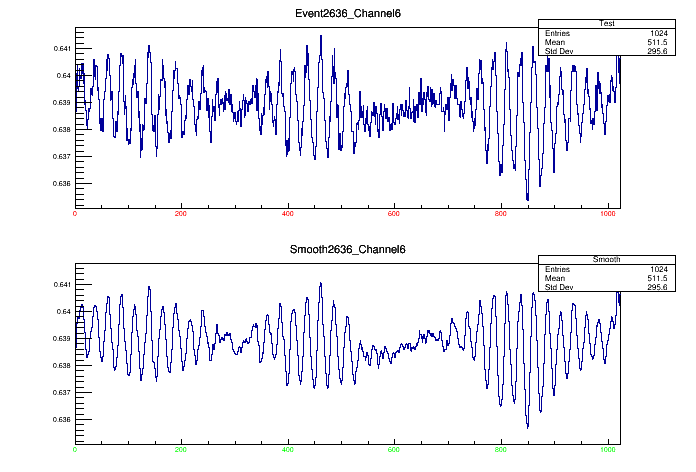 Event2636_Channel6
Test
Entries 1024
Mean 511.5
Std Dev 295.6
0.641
0.64
0.639
0.638
0.637
0.636
0 200 400 600 800 1000
Smooth2636_Channel6
Smooth
Entries 1024
Mean 511.5
Std Dev 295.6
0.641
0.64
0.639
0.638
0.637
0.636
0 200 400 600 800 1000